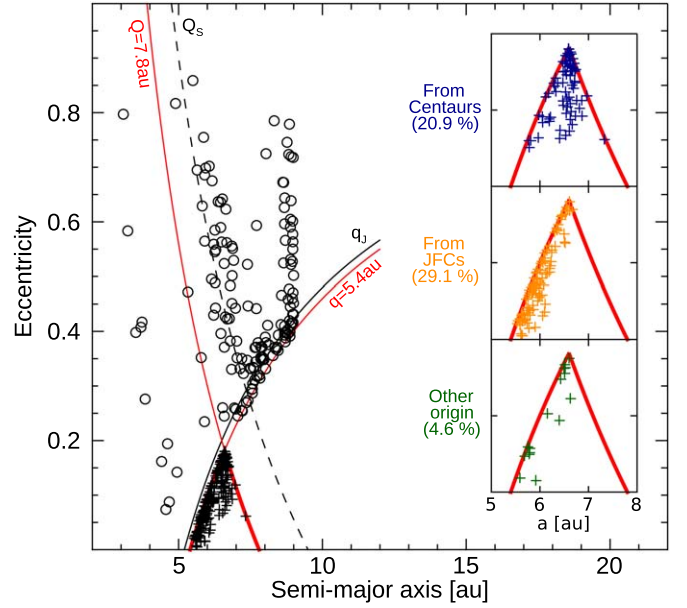 Q=7.8au
Q_S
0.8
0.6
0.4
0.2
Eccentricity
q_J
q=5.4au
From
Centaurs
(20.9 %)
From
JFCs
(29.1 %)
Other
origin
(4.6 %)
5 6 7 8
a [au]
5 10 15 20
Semi-major axis [au]